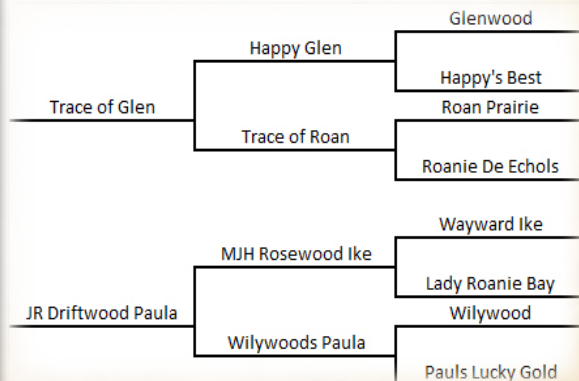 Glenwood
Happy Glen
Happy's Best
Trace of Glen
Roan Prairie
Trace of Roan
Roanie De Echols
Wayward Ike
MJH Rosewood Ike
Lady Roanie Bay
JR Driftwood Paula
Wilywood
Wilywoods Paula
Pauls Lucky Gold